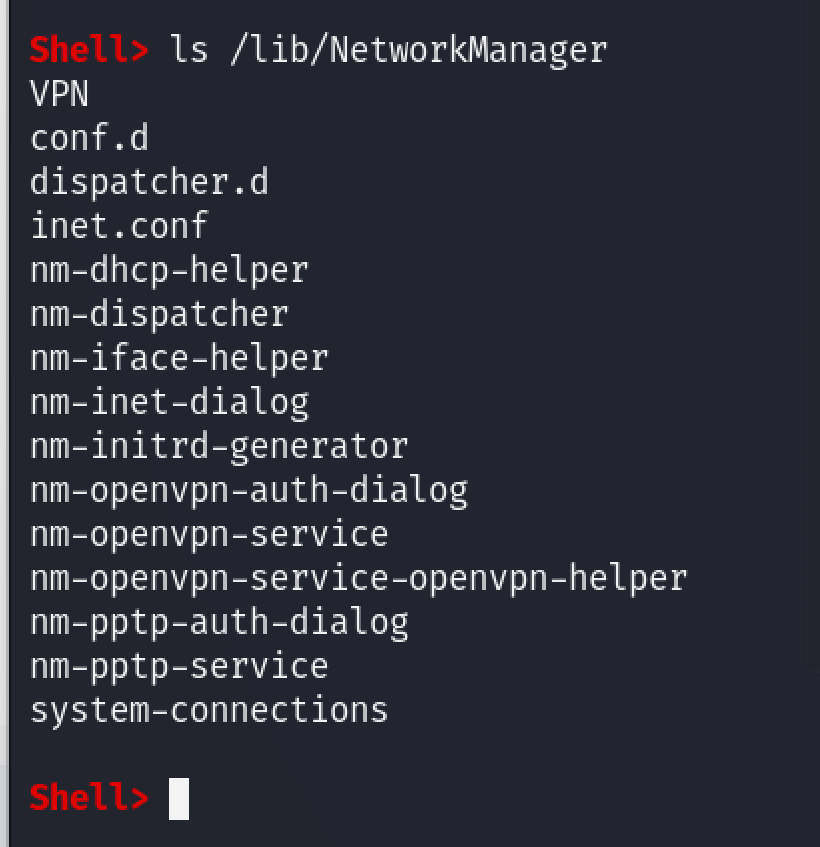 Shell> ls /lib/NetworkManager
VPN
conf.d
dispatcher.d
inet.conf
nm-dhcp-helper
nm-dispatcher
nm-iface-helper
nm-inet-dialog
nm-initrd-generator
nm-openvpn-auth-dialog
nm-openvpn-service
nm-openvpn-service-openvpn-helper
nm-pptp-auth-dialog
nm-pptp-service
system-connections
Shell>